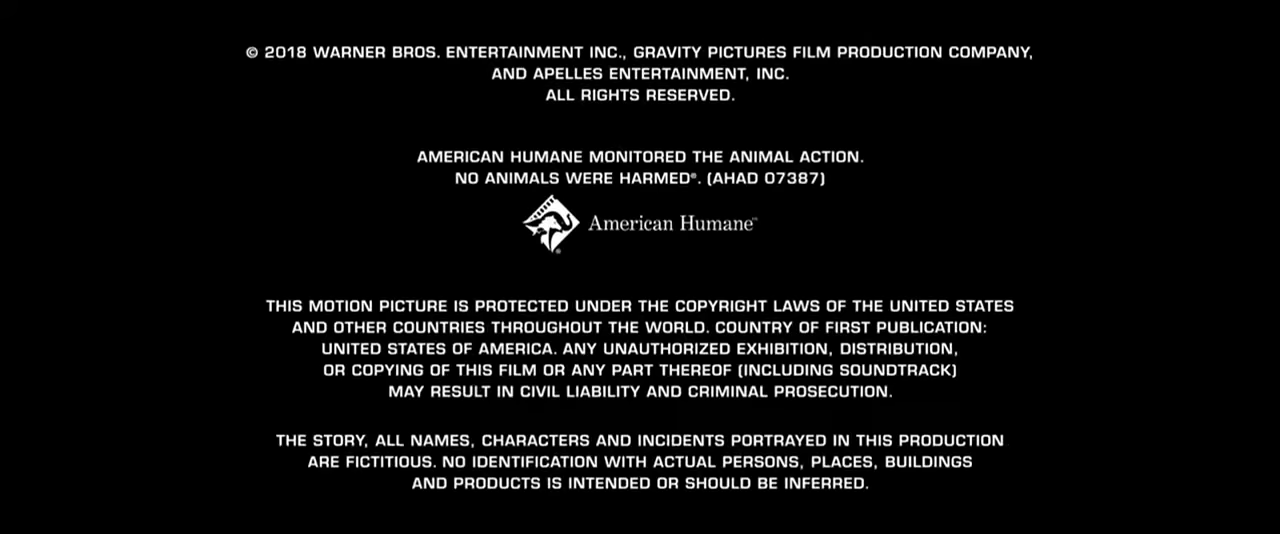 © 2018 WARNER BROS. ENTERTAINMENT INC., GRAVITY PICTURES FILM PRODUCTION COMPANY,
AND APELLES ENTERTAINMENT, INC.
ALL RIGHTS RESERVED.
AMERICAN HUMANE MONITORED THE ANIMAL ACTION.
NO ANIMALS WERE HARMED®. (AHAD 07387)
American Humane™
®
THIS MOTION PICTURE IS PROTECTED UNDER THE COPYRIGHT LAWS OF THE UNITED STATES
AND OTHER COUNTRIES THROUGHOUT THE WORLD. COUNTRY OF FIRST PUBLICATION:
UNITED STATES OF AMERICA. ANY UNAUTHORIZED EXHIBITION, DISTRIBUTION,
OR COPYING OF THIS FILM OR ANY PART THEREOF (INCLUDING SOUNDTRACK)
MAY RESULT IN CIVIL LIABILITY AND CRIMINAL PROSECUTION.
THE STORY, ALL NAMES, CHARACTERS AND INCIDENTS PORTRAYED IN THIS PRODUCTION
ARE FICTITIOUS. NO IDENTIFICATION WITH ACTUAL PERSONS, PLACES, BUILDINGS
AND PRODUCTS IS INTENDED OR SHOULD BE INFERRED.